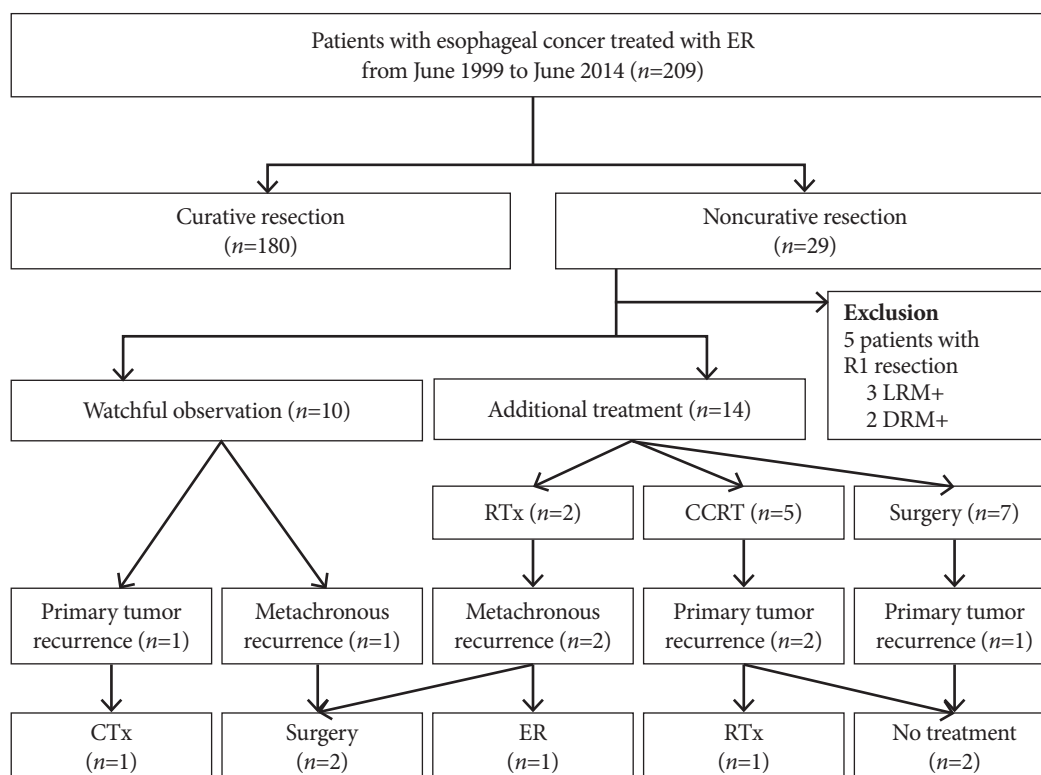 Patients with esophageal concer treated with ER
from June 1999 to June 2014 (n=209)
Curative resection
(n=180)
Noncurative resection
(n=29)
Exclusion
5 patients with
R1 resection
3 LRM+
2 DRM+
Watchful observation (n=10)
Additional treatment (n=14)
RTx (n=2)
CCRT (n=5)
Surgery (n=7)
Primary tumor
recurrence (n=1)
Metachronous
recurrence (n=1)
Metachronous
recurrence (n=2)
Primary tumor
recurrence (n=2)
Primary tumor
recurrence (n=1)
CTx
(n=1)
Surgery
(n=2)
ER
(n=1)
RTx
(n=1)
No treatment
(n=2)